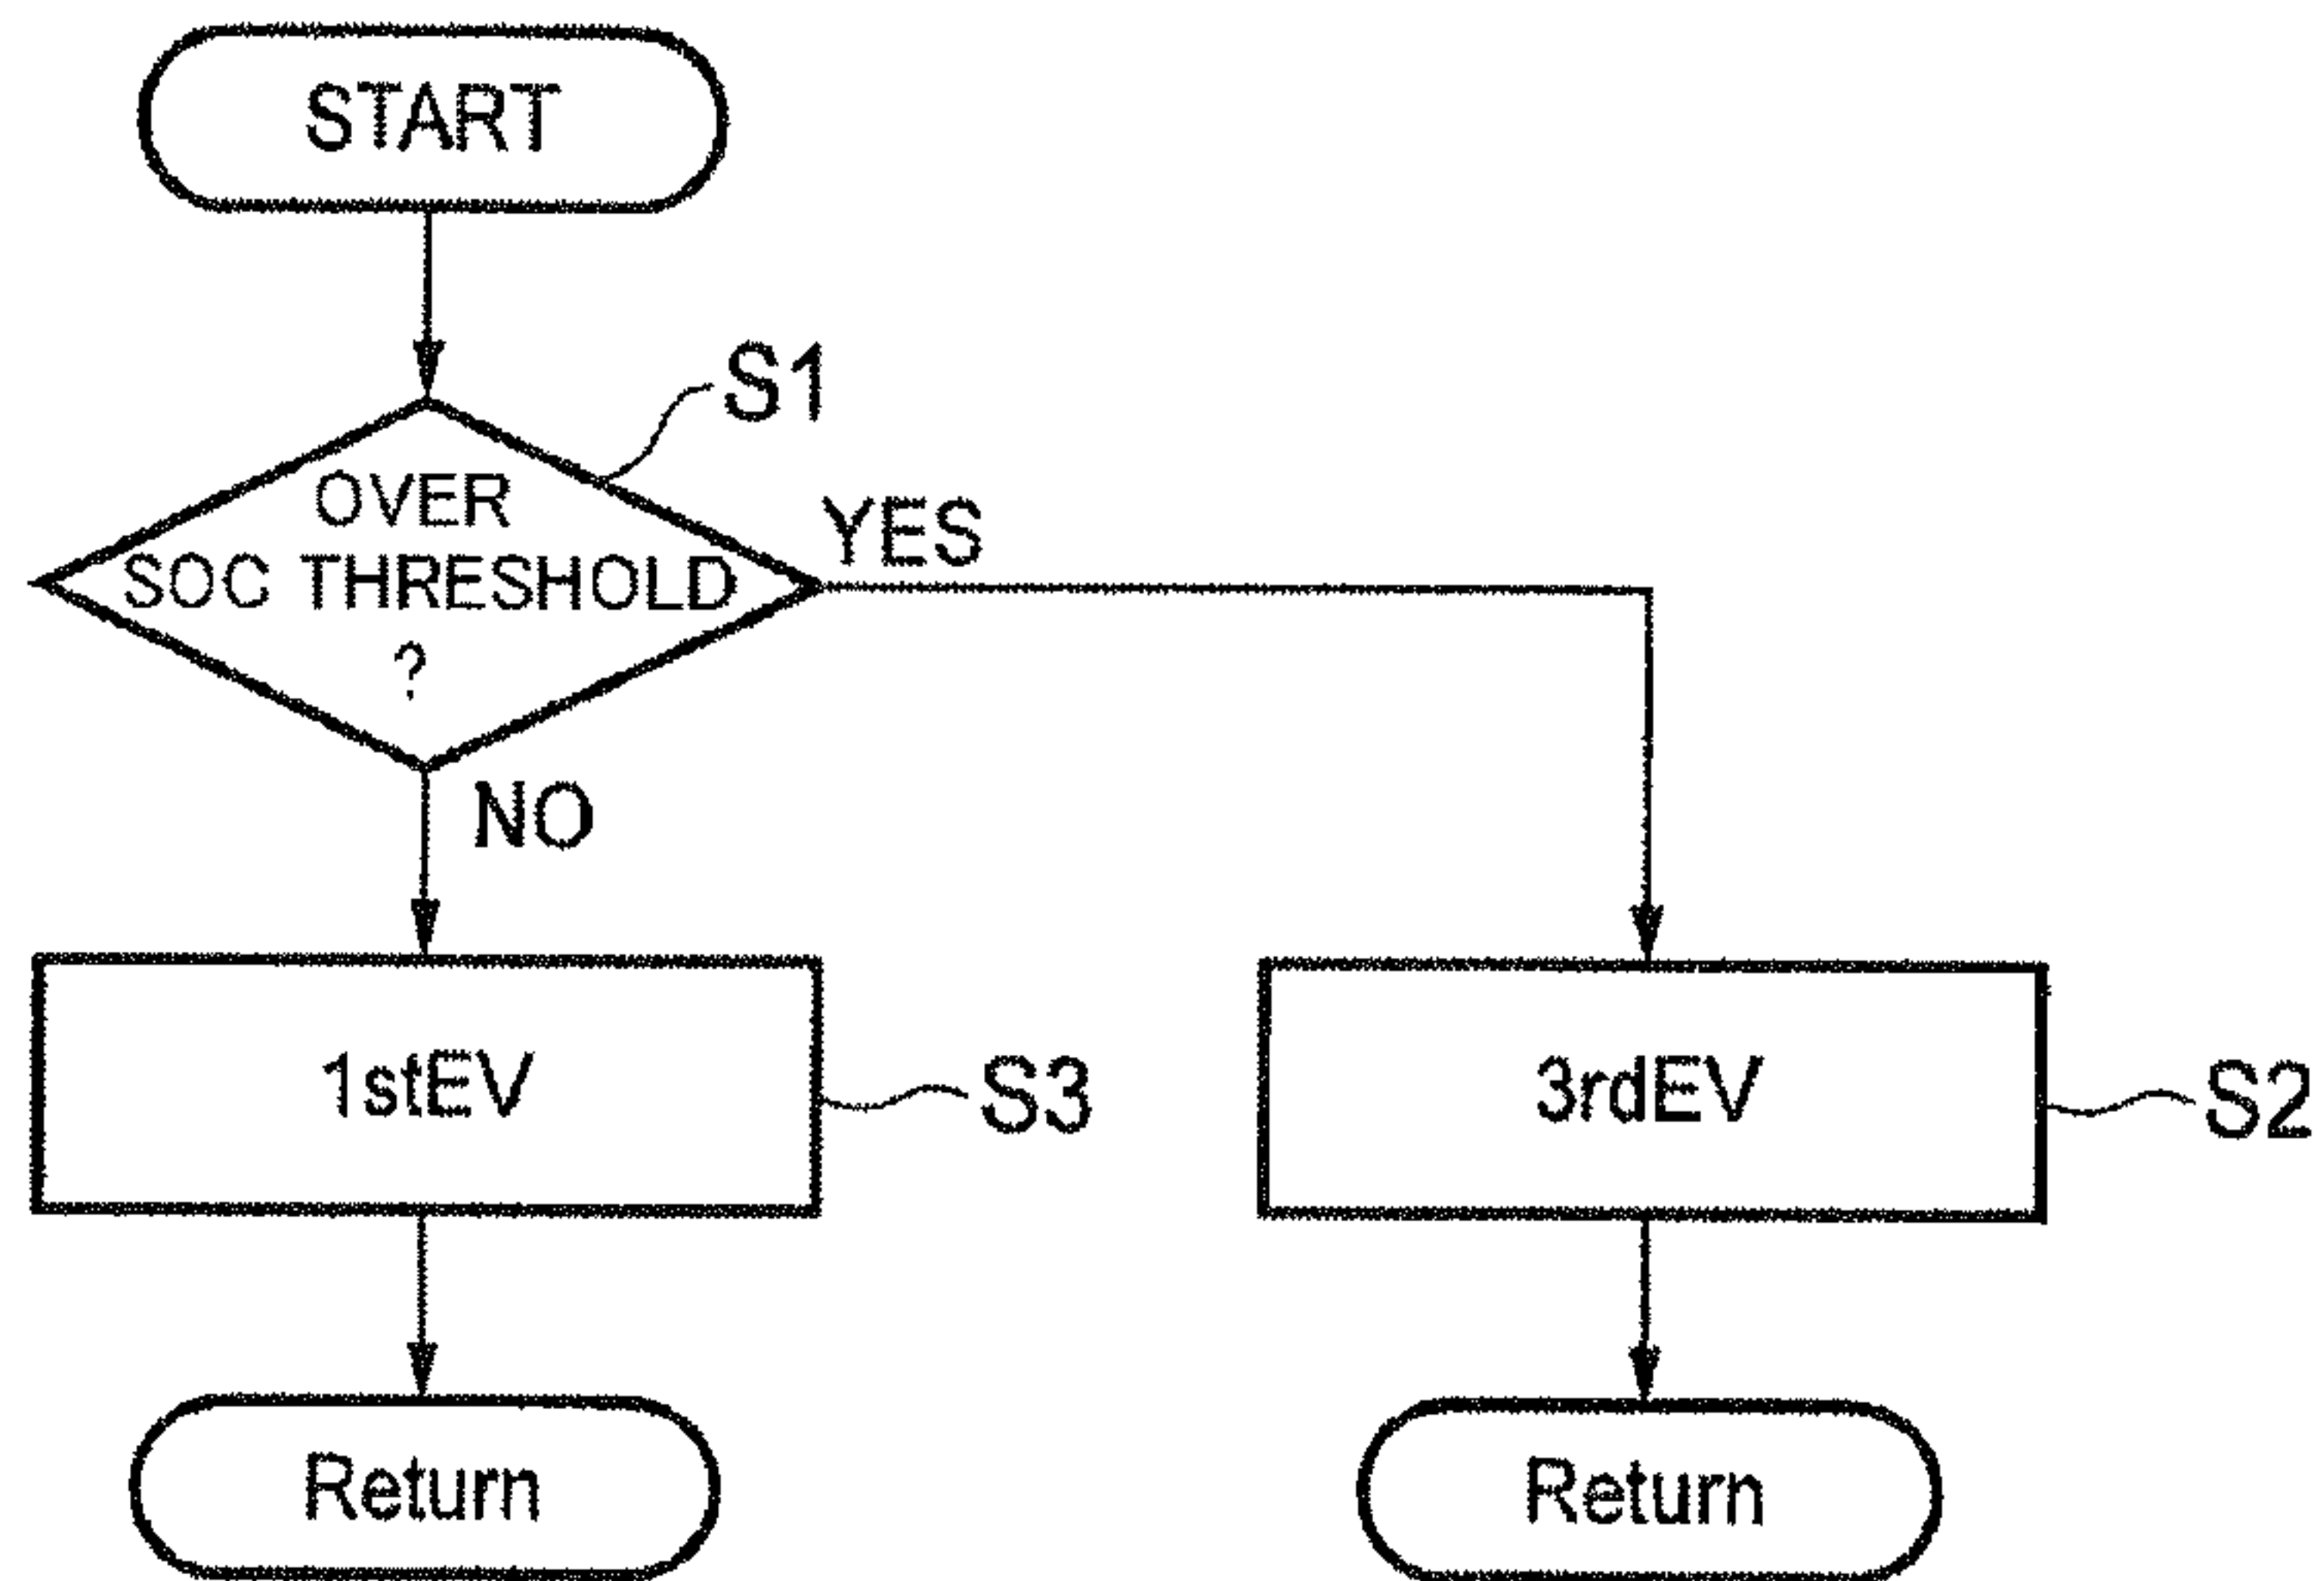 START
S1
OVER
SOC THRESHOLD
?
YES
NO
1stEV
S3
3rdEV
S2
Return
Return